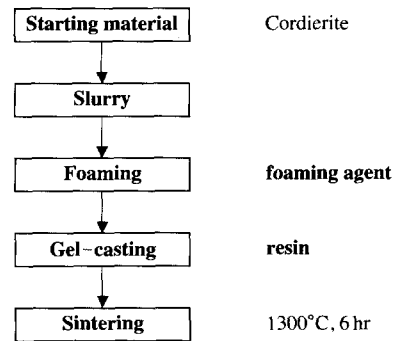 Starting material Cordierite
Slurry
Foaming foaming agent
Gel-casting resin
Sintering 1300°C, 6 hr